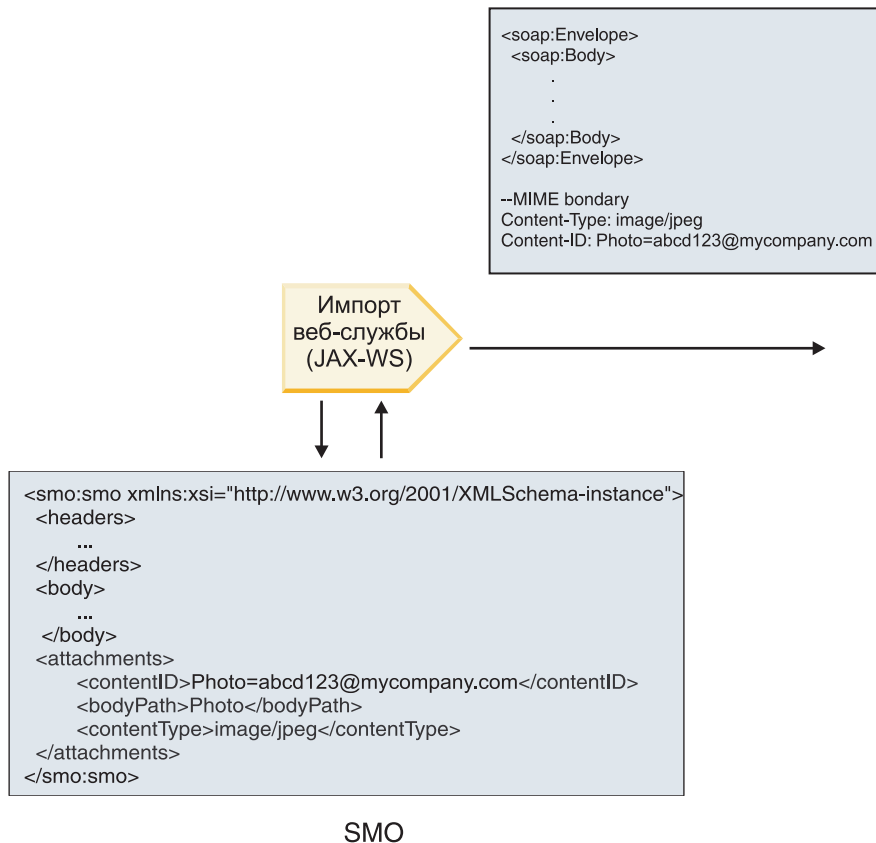 <soap:Envelope>
<soap:Body>
.
.
.
</soap:Body>
</soap:Envelope>
--MIME bondary
Content-Type: image/jpeg
Content-ID: Photo=abcd123@mycompany.com
Импорт
веб-службы
(JAX-WS)
<smo:smo xmlns:xsi="http://www.w3.org/2001/XMLSchema-instance">
<headers>
...
</headers>
<body>
...
</body>
<attachments>
<contentID>Photo=abcd123@mycompany.com</contentID>
<bodyPath>Photo</bodyPath>
<contentType>image/jpeg</contentType>
</attachments>
</smo:smo>
SMO